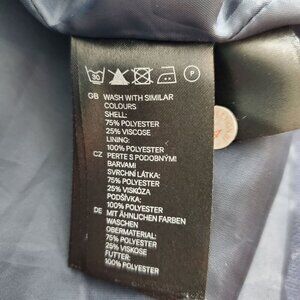 30
P
GB WASH WITH SIMILAR
COLOURS
SHELL:
75% POLYESTER
25% VISCOSE
LINING:
100% POLYESTER
CZ PERTE S PODOBNÝMI
BARVAMI
SVRCHNÍ LÁTKA:
75% POLYESTER
25% VISKÓZA
PODŠÍVKA:
100% POLYESTER
DE MIT ÄHNLICHEN FARBEN
WASCHEN
OBERMATERIAL:
75% POLYESTER
25% VISKOSE
FUTTER:
100% POLYESTER